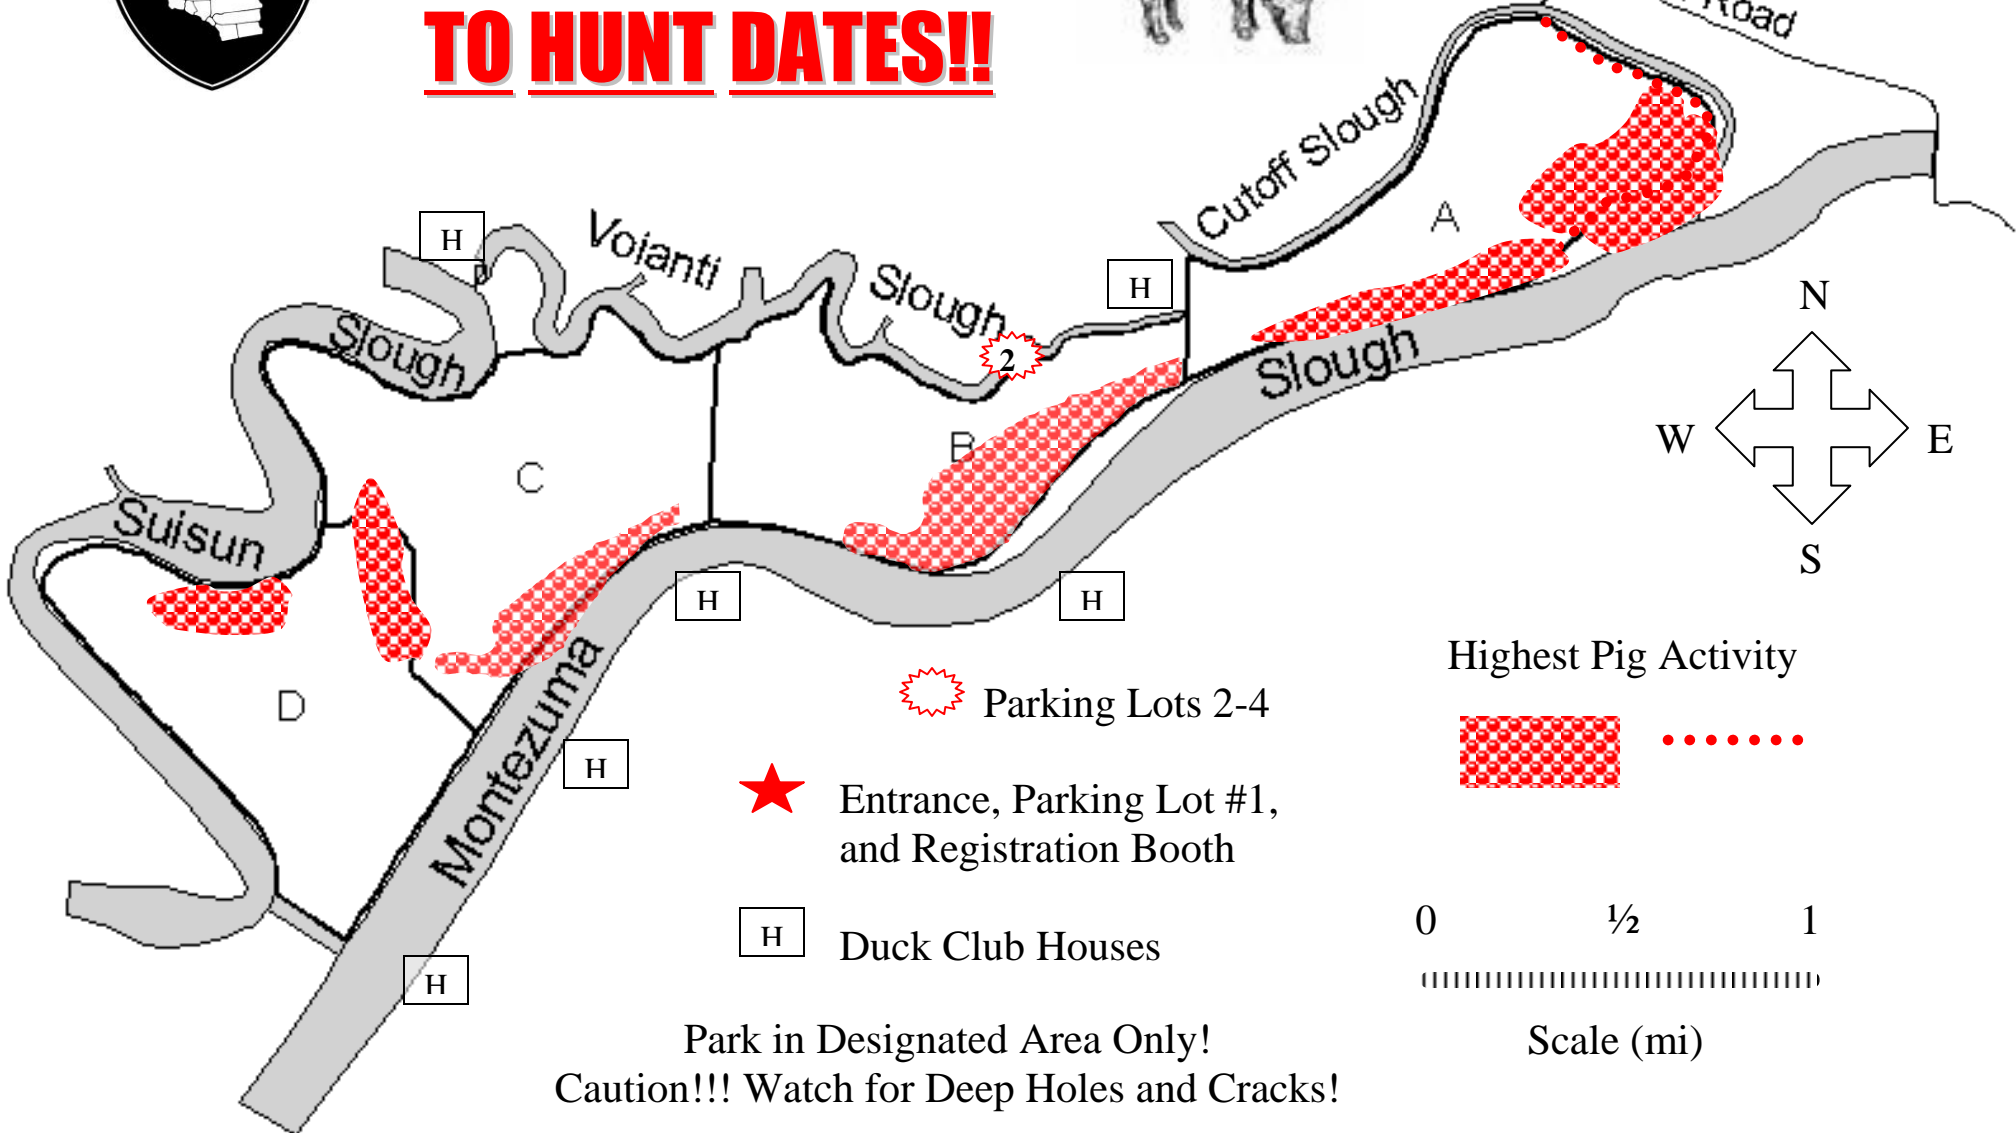 TO HUNT DATES!!
Road
Cutoff Slough
A
H
Voianti
Slough
H
2
Slough
Slough
N
W
E
S
B
C
Suisun
H
H
D
Montezuma
H
H
Highest Pig Activity
Parking Lots 2-4
Entrance, Parking Lot #1,
and Registration Booth
H
Duck Club Houses
0 ½ 1
Scale (mi)
Park in Designated Area Only!
Caution!!! Watch for Deep Holes and Cracks!